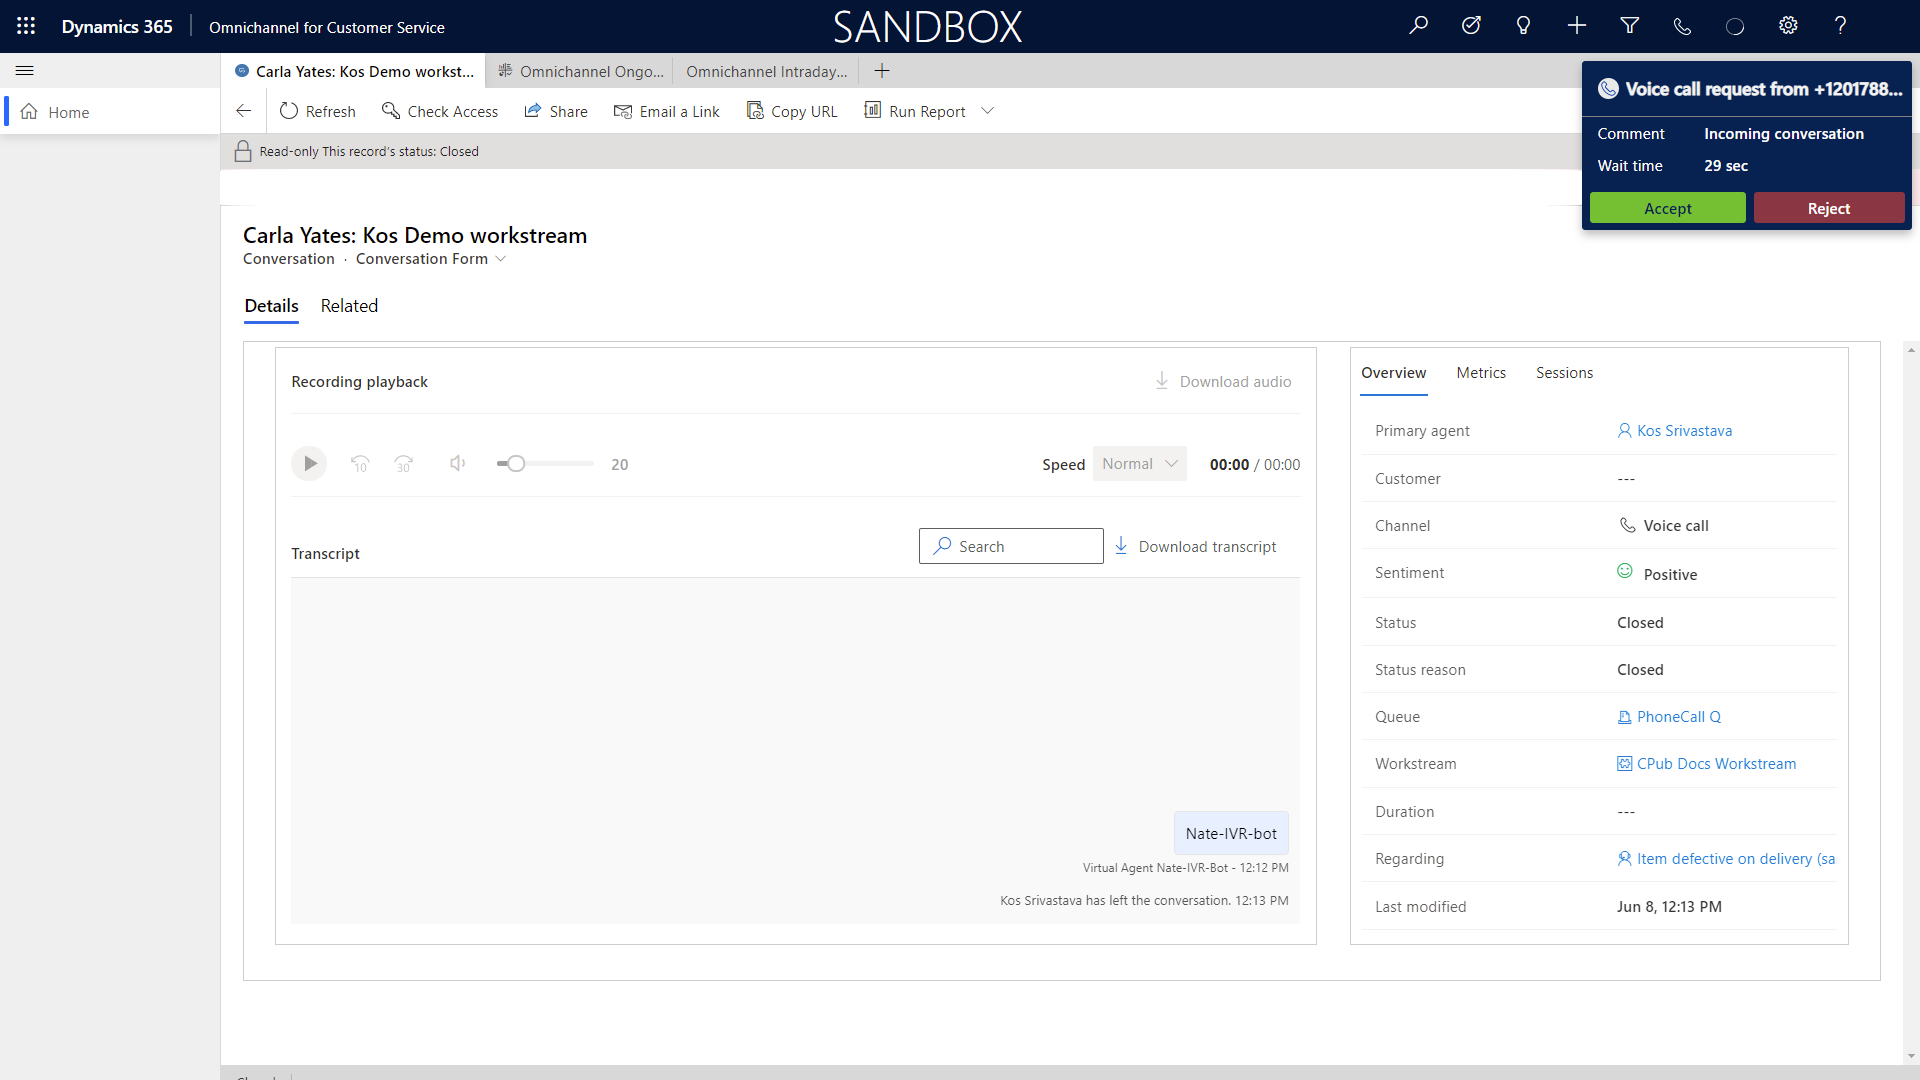 Dynamics 365 Omnichannel for Customer Service SANDBOX
Carla Yates: Kos Demo workst... Omnichannel Ongo... Omnichannel Intraday...
Home
Refresh Check Access Share Email a Link Copy URL Run Report
Read-only This record's status: Closed
Voice call request from +1201788...
Comment Incoming conversation
Wait time 29 sec
Accept Reject
Carla Yates: Kos Demo workstream
Conversation · Conversation Form
Details Related
Recording playback Download audio
10 30 20 Speed Normal 00:00 / 00:00
Transcript Search Download transcript
Nate-IVR-bot
Virtual Agent Nate-IVR-Bot - 12:12 PM
Kos Srivastava has left the conversation. 12:13 PM
Overview Metrics Sessions
Primary agent Kos Srivastava
Customer ---
Channel Voice call
Sentiment Positive
Status Closed
Status reason Closed
Queue PhoneCall Q
Workstream CPub Docs Workstream
Duration ---
Regarding Item defective on delivery (sa
Last modified Jun 8, 12:13 PM